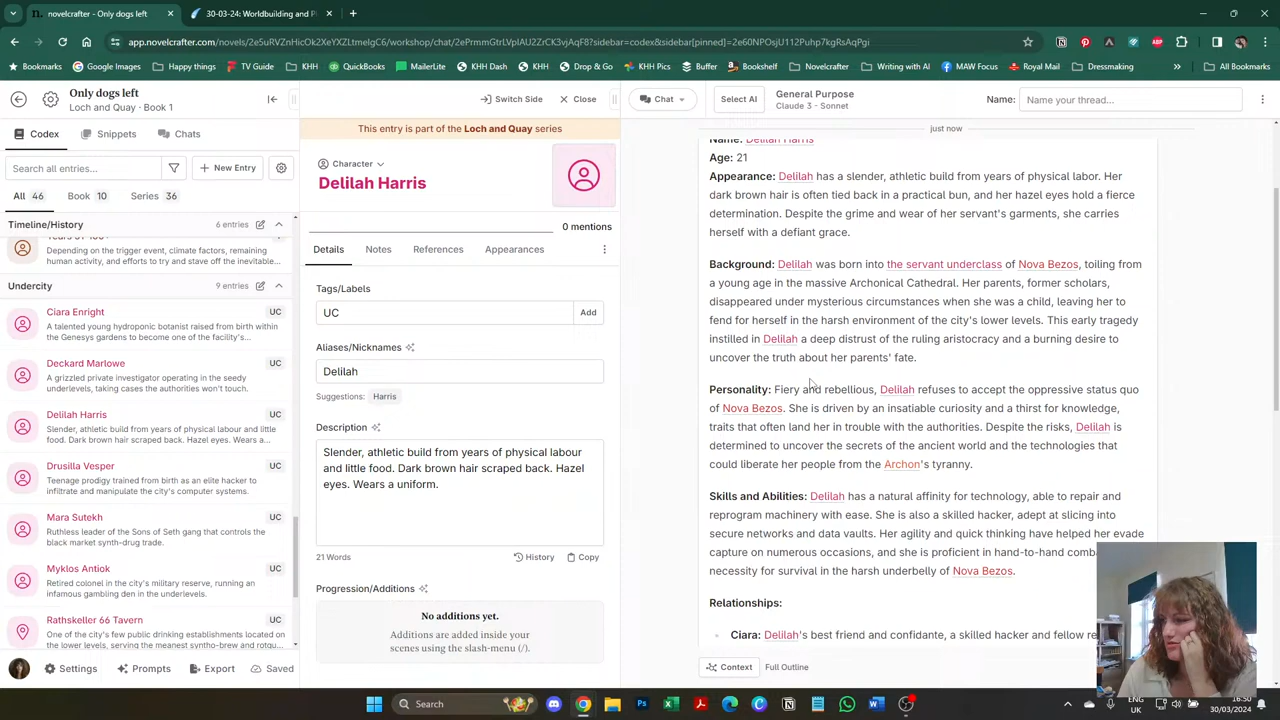 novelcrafter - Only dogs left
30-03-24: Worldbuilding and P
app.novelcrafter.com/novels/2e5uRVZnHicOk2XeYXZLtmelgC6/workshop/chat/2ePrmmGtrLVpIAU2ZrCK3vjAqF8?sidebar=codex&sidebar[pinned]=2e60NPOsjU112Puhp7kgRsAqPgi
Bookmarks
Google Images
Happy things
TV Guide
KHH
QuickBooks
MailerLite
KHH Dash
KHH Pics
Buffer
Bookshelf
Writing with AI
MAW Focus
Royal Mail
Dressmaking
All Bookmarks
Only dogs left
Loch and Quay - Book 1
Codex
Snippets
Chats
Search all entries...
+ New Entry
All 46
Book 10
Series 36
Timeline/History
6 entries
Depending on the trigger event, climate factors, remaining
human activity, and efforts to try and stave off the inevitable...
Undercity
9 entries
Ciara Enright
UC
A talented young hydroponic botanist raised from birth within
the Genesys gardens to become one of the facility's...
Deckard Marlowe
UC
A grizzled private investigator operating in the seedy
underlevels, taking cases the authorities won't touch.
Delilah Harris
UC
Slender, athletic build from years of physical labour and little
food. Dark brown hair scraped back. Hazel eyes. Wears a...
Drusilla Vesper
UC
Teenage prodigy trained from birth as an elite hacker to
infiltrate and manipulate the city's computer systems.
Mara Sutekh
UC
Ruthless leader of the Sons of Seth gang that controls the
black market synth-drug trade.
Myklos Antiok
UC
Retired colonel in the city's military reserve, running an
infamous gambling den in the underlevels.
Rathskeller 66 Tavern
UC
One of the city's few public drinking establishments located on
the lower levels, serving the meanest syntho-brew and rotgu...
Settings
Prompts
Export
Saved
Switch Side
Close
This entry is part of the Loch and Quay series
Character
Delilah Harris
0 mentions
Details
Notes
References
Appearances
Tags/Labels
UC
Add
Aliases/Nicknames
Delilah
Suggestions: Harris
Description
Slender, athletic build from years of physical labour
and little food. Dark brown hair scraped back. Hazel
eyes. Wears a uniform.
21 Words
History
Copy
Progression/Additions
No additions yet.
Additions are added inside your
scenes using the slash-menu (/).
Chat
Select AI
General Purpose
Claude 3 - Sonnet
Name:
Name your thread...
just now
Name: Delilah Harris
Age: 21
Appearance: Delilah has a slender, athletic build from years of physical labor. Her
dark brown hair is often tied back in a practical bun, and her hazel eyes hold a fierce
determination. Despite the grime and wear of her servant's garments, she carries
herself with a defiant grace.
Background: Delilah was born into the servant underclass of Nova Bezos, toiling from
a young age in the massive Archonical Cathedral. Her parents, former scholars,
disappeared under mysterious circumstances when she was a child, leaving her to
fend for herself in the harsh environment of the city's lower levels. This early tragedy
instilled in Delilah a deep distrust of the ruling aristocracy and a burning desire to
uncover the truth about her parents' fate.
Personality: Fiery and rebellious, Delilah refuses to accept the oppressive status quo
of Nova Bezos. She is driven by an insatiable curiosity and a thirst for knowledge,
traits that often land her in trouble with the authorities. Despite the risks, Delilah is
determined to uncover the secrets of the ancient world and the technologies that
could liberate her people from the Archon's tyranny.
Skills and Abilities: Delilah has a natural affinity for technology, able to repair and
reprogram machinery with ease. She is also a skilled hacker, adept at slicing into
secure networks and data vaults. Her agility and quick thinking have helped her evade
capture on numerous occasions, and she is proficient in hand-to-hand
necessity for survival in the harsh underbelly of Nova Bezos.
Relationships:
Ciara: Delilah's best friend and confidante, a skilled hacker and fellow
Context
Full Outline
Search
ENG
UK
16:50
30/03/2024